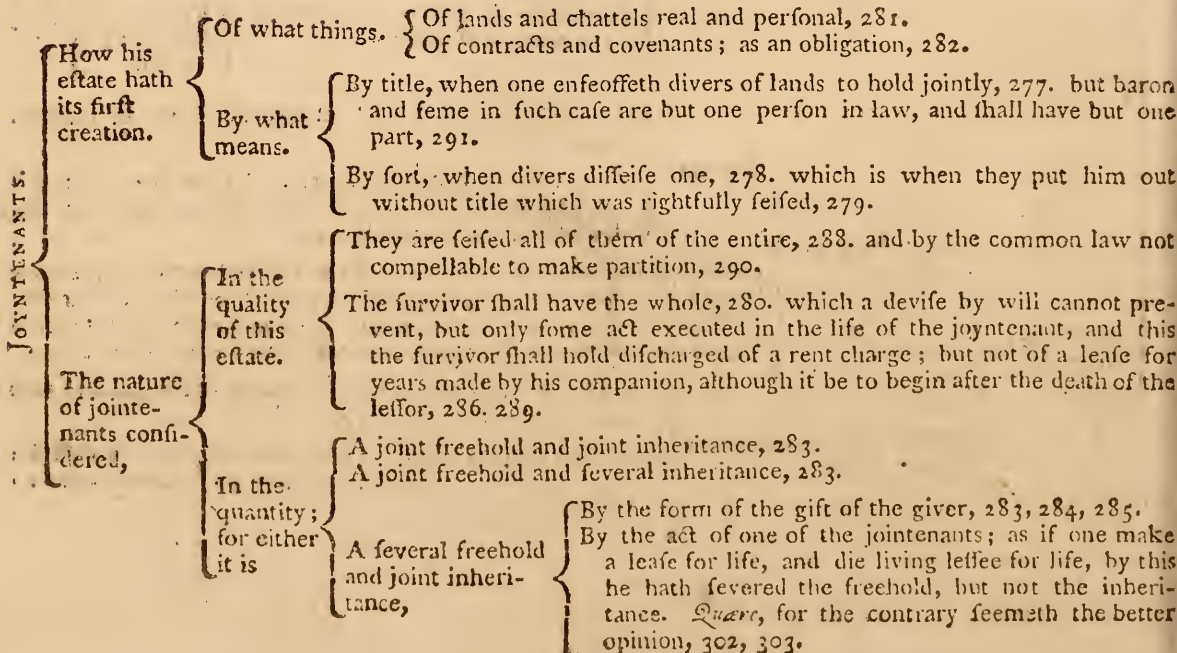 JOYNTENANTS.
How his
eſtate hath
its firſt
creation.
Of what things.
Of lands and chattels real and perſonal, 281.
Of contracts and covenants; as an obligation, 282.
By what
means.
By title, when one enfeoffeth divers of lands to hold jointly, 277. but baron
and feme in ſuch caſe are but one perſon in law, and ſhall have but one
part, 291.
By ſort, when divers diſſeiſe one, 278. which is when they put him out
without title which was rightfully ſeiſed, 279.
The nature
of jointe-
nants conſi-
dered,
In the
quality
of this
eſtate.
They are ſeiſed all of them of the entire, 288. and by the common law not
compellable to make partition, 290.
The ſurvivor ſhall have the whole, 280. which a deviſe by will cannot pre-
vent, but only ſome act executed in the life of the joyntenant, and this
the ſurvivor ſhall hold diſcharged of a rent charge; but not of a leaſe for
years made by his companion, although it be to begin after the death of the
leſſor, 286. 289.
In the
quantity;
for either
it is
A joint freehold and joint inheritance, 283.
A joint freehold and ſeveral inheritance, 283.
A ſeveral freehold
and joint inheri-
tance,
By the form of the gift of the giver, 283, 284, 285.
By the act of one of the jointenants; as if one make
a leaſe for life, and die living leſſee for life, by this
he hath ſevered the freehold, but not the inheri-
tance. Quære, for the contrary ſeemeth the better
opinion, 302, 303.